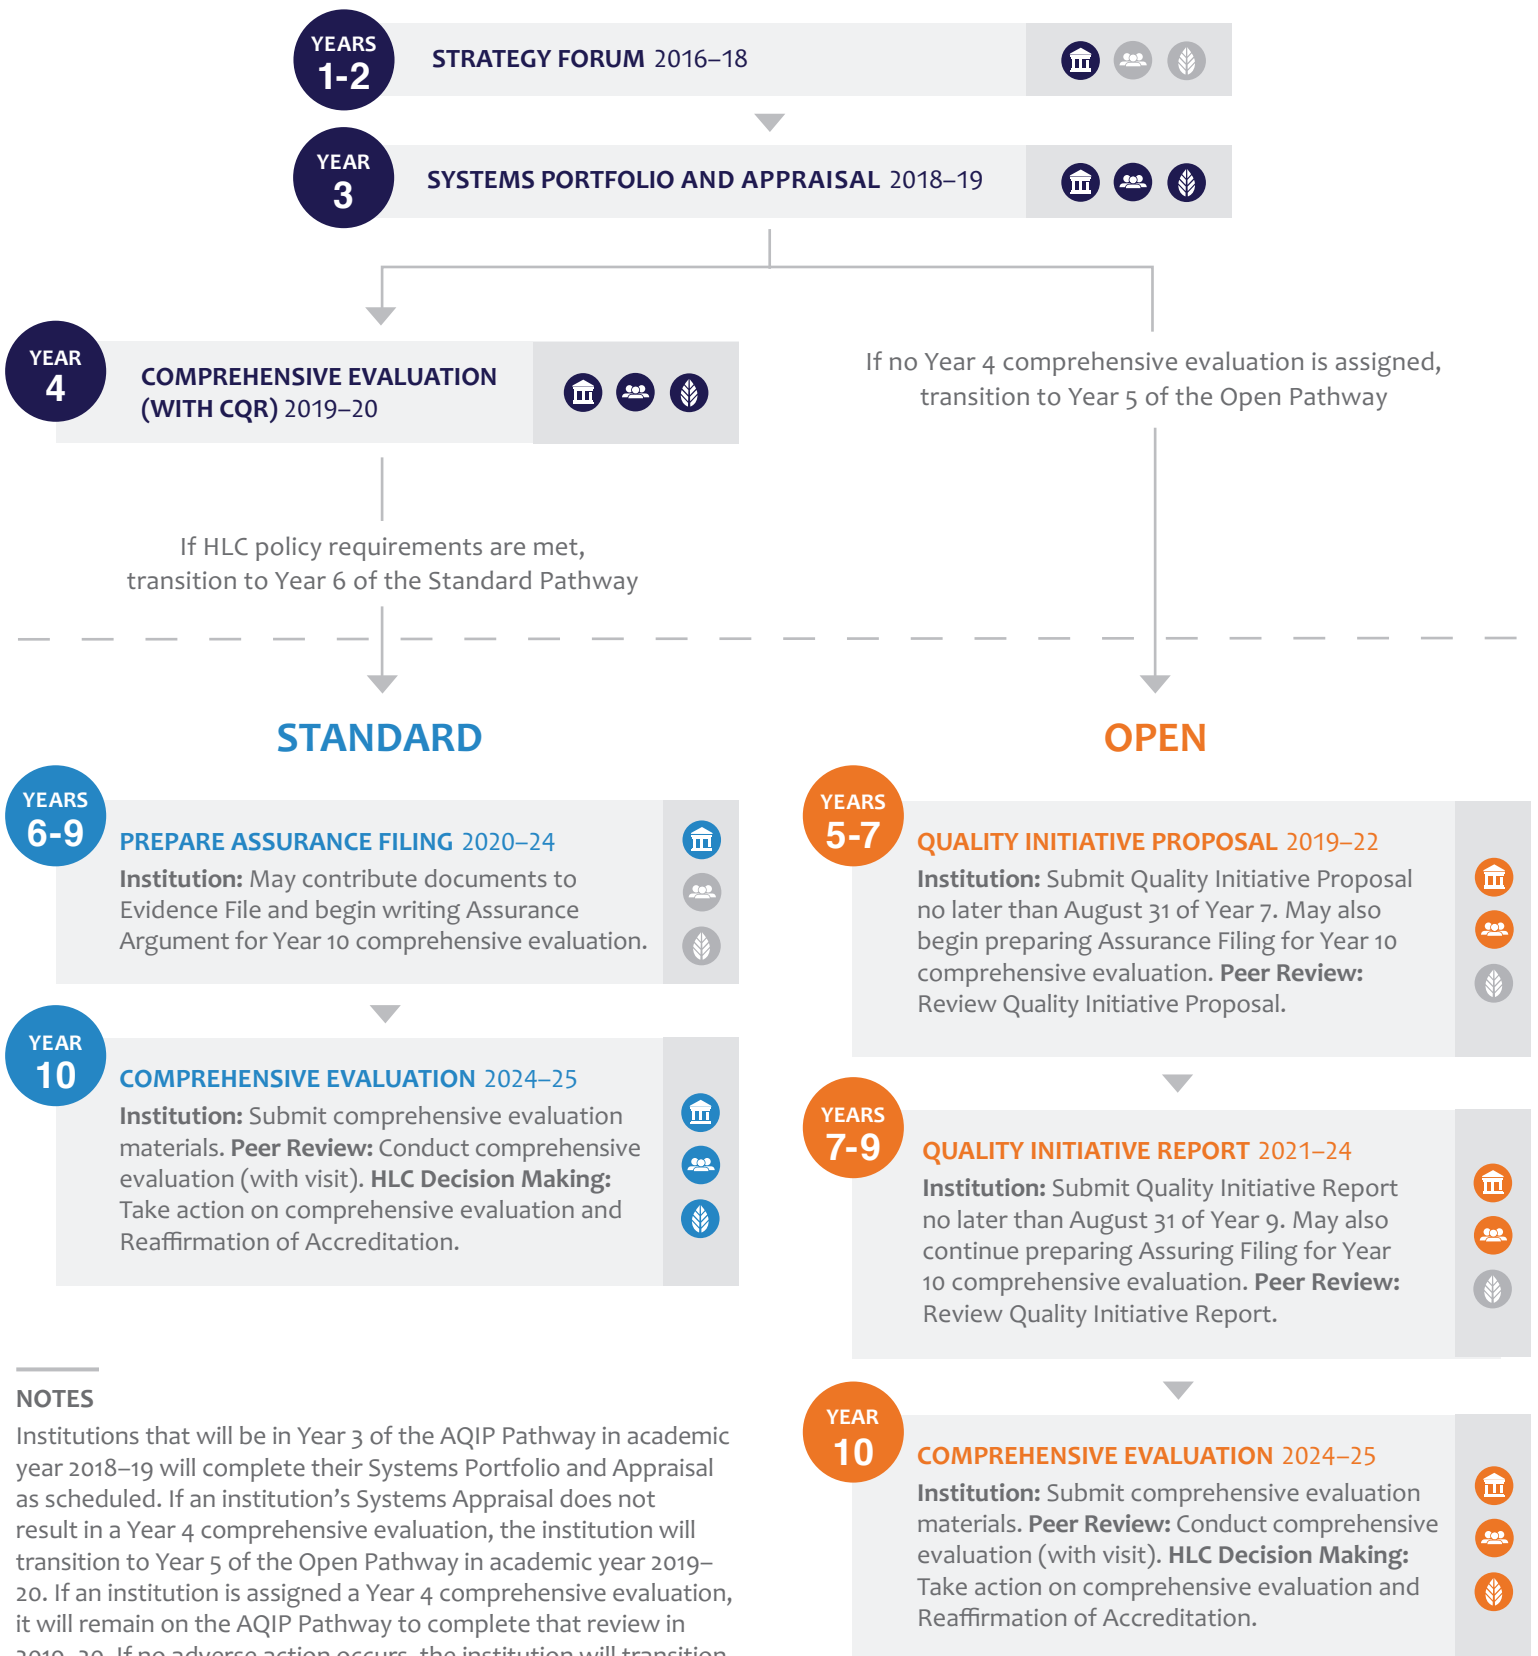 YEARS
1-2
STRATEGY FORUM 2016–18
YEAR
3
SYSTEMS PORTFOLIO AND APPRAISAL 2018–19
YEAR
4
COMPREHENSIVE EVALUATION
(WITH CQR) 2019–20
If no Year 4 comprehensive evaluation is assigned,
transition to Year 5 of the Open Pathway
If HLC policy requirements are met,
transition to Year 6 of the Standard Pathway
STANDARD
YEARS
6-9
PREPARE ASSURANCE FILING 2020–24
Institution: May contribute documents to
Evidence File and begin writing Assurance
Argument for Year 10 comprehensive evaluation.
YEAR
10
COMPREHENSIVE EVALUATION 2024–25
Institution: Submit comprehensive evaluation
materials. Peer Review: Conduct comprehensive
evaluation (with visit). HLC Decision Making:
Take action on comprehensive evaluation and
Reaffirmation of Accreditation.
OPEN
YEARS
5-7
QUALITY INITIATIVE PROPOSAL 2019–22
Institution: Submit Quality Initiative Proposal
no later than August 31 of Year 7. May also
begin preparing Assurance Filing for Year 10
comprehensive evaluation. Peer Review:
Review Quality Initiative Proposal.
YEARS
7-9
QUALITY INITIATIVE REPORT 2021–24
Institution: Submit Quality Initiative Report
no later than August 31 of Year 9. May also
continue preparing Assuring Filing for Year
10 comprehensive evaluation. Peer Review:
Review Quality Initiative Report.
YEAR
10
COMPREHENSIVE EVALUATION 2024–25
Institution: Submit comprehensive evaluation
materials. Peer Review: Conduct comprehensive
evaluation (with visit). HLC Decision Making:
Take action on comprehensive evaluation and
Reaffirmation of Accreditation.
NOTES
Institutions that will be in Year 3 of the AQIP Pathway in academic
year 2018–19 will complete their Systems Portfolio and Appraisal
as scheduled. If an institution’s Systems Appraisal does not
result in a Year 4 comprehensive evaluation, the institution will
transition to Year 5 of the Open Pathway in academic year 2019–
20. If an institution is assigned a Year 4 comprehensive evaluation,
it will remain on the AQIP Pathway to complete that review in
2019–20. If no adverse action occurs, the institution will transition